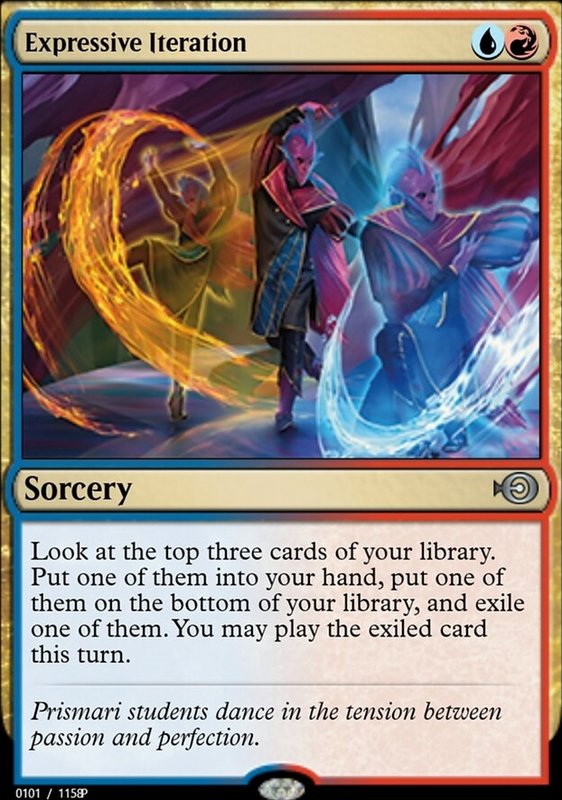 Expressive Iteration
Sorcery
Look at the top three cards of your library.
Put one of them into your hand, put one of
them on the bottom of your library, and exile
one of them. You may play the exiled card
this turn.
Prismari students dance in the tension between
passion and perfection.
0101 / 1158P